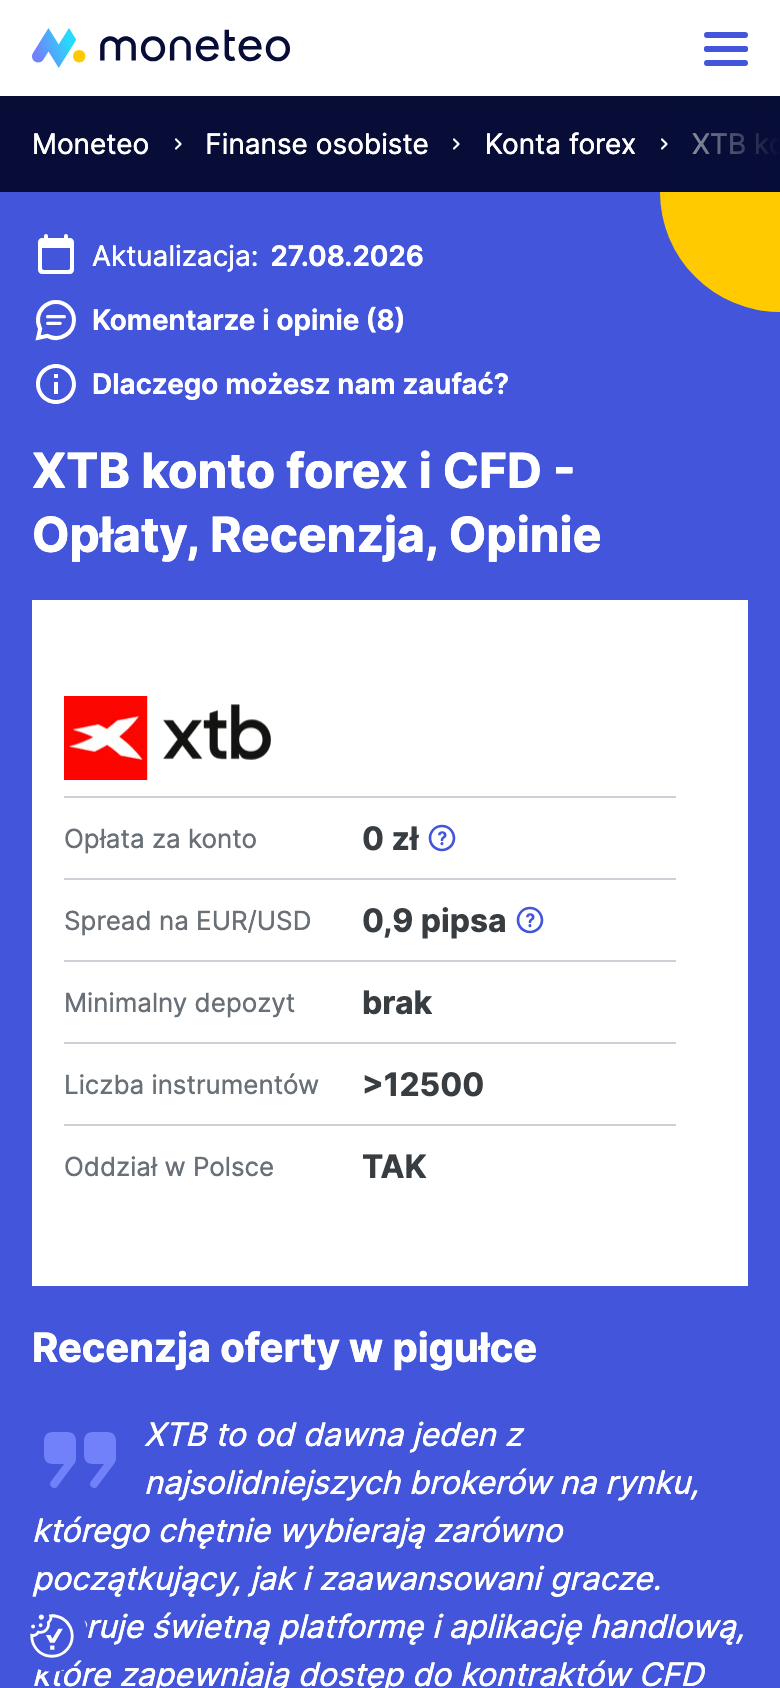 moneteo
Moneteo › Finanse osobiste › Konta forex › XTB
Aktualizacja: 27.08.2026
Komentarze i opinie (8)
Dlaczego możesz nam zaufać?
XTB konto forex i CFD -
Opłaty, Recenzja, Opinie
xtb
Opłata za konto 0 zł
Spread na EUR/USD 0,9 pipsa
Minimalny depozyt brak
Liczba instrumentów >12500
Oddział w Polsce TAK
Recenzja oferty w pigułce
XTB to od dawna jeden z
najsolidniejszych brokerów na rynku,
którego chętnie wybierają zarówno
początkujący, jak i zaawansowani gracze.
świetną platformę i aplikację handlową,
które zapewniają dostęp do kontraktów CFD